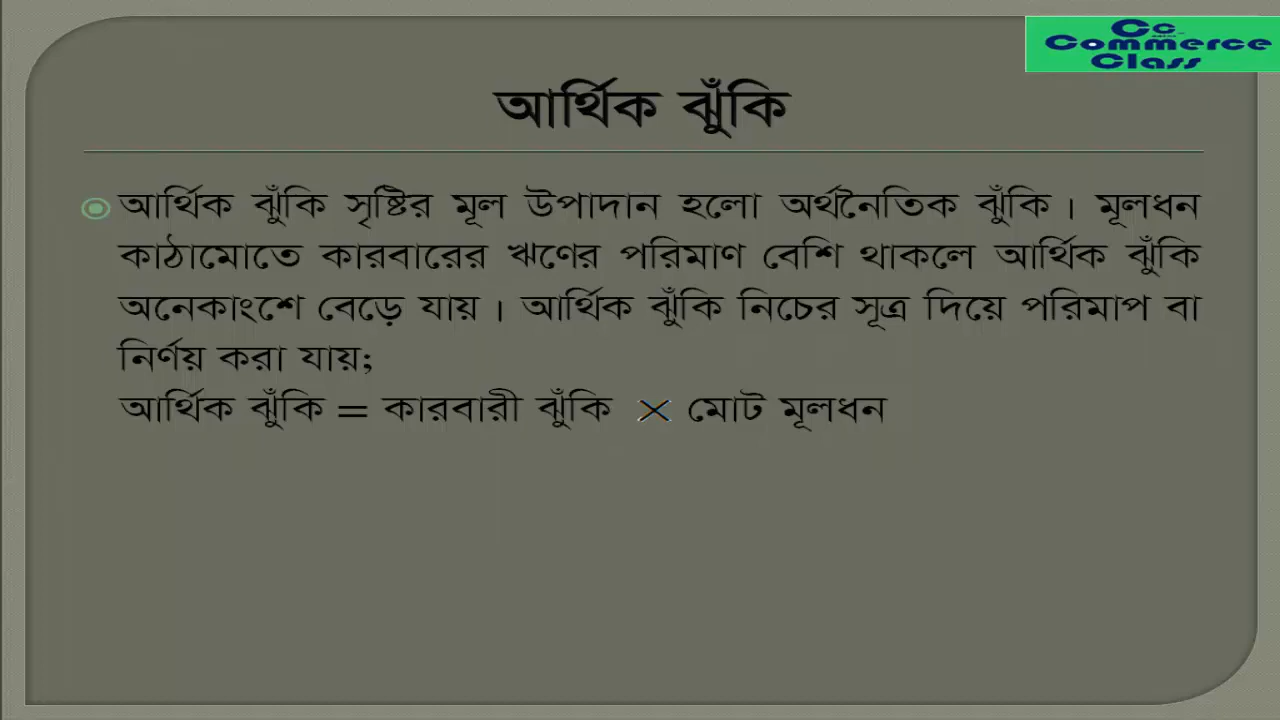 Cc
Commerce
Class
আর্থিক ঝুঁকি
আর্থিক ঝুঁকি সৃষ্টির মূল উপাদান হলো অর্থনৈতিক ঝুঁকি। মূলধন
কাঠামোতে কারবারের ঋণের পরিমাণ বেশি থাকলে আর্থিক ঝুঁকি
অনেকাংশে বেড়ে যায়। আর্থিক ঝুঁকি নিচের সূত্র দিয়ে পরিমাপ বা
নির্ণয় করা যায়;
আর্থিক ঝুঁকি = কারবারী ঝুঁকি × মোট মূলধন